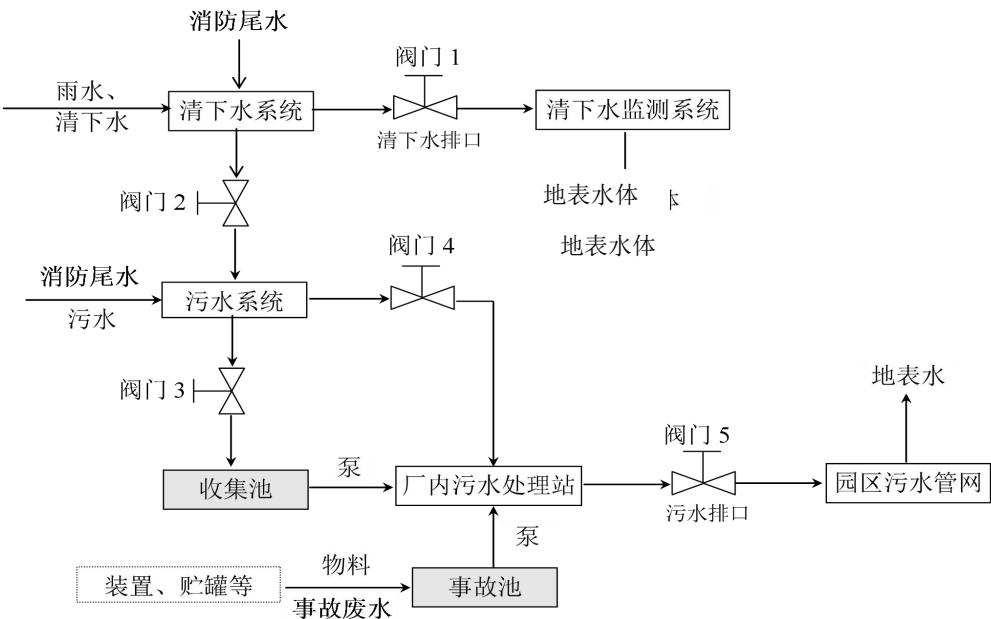 消防尾水
阀门 1
雨水、
清下水
清下水系统
清下水监测系统
清下水排口
阀门 2
地表水体
体
地表水体
阀门 4
消防尾水
污水系统
污水
阀门 3
地表水
阀门 5
泵
收集池
厂内污水处理站
园区污水管网
污水排口
泵
物料
装置、贮罐等
事故池
事故废水